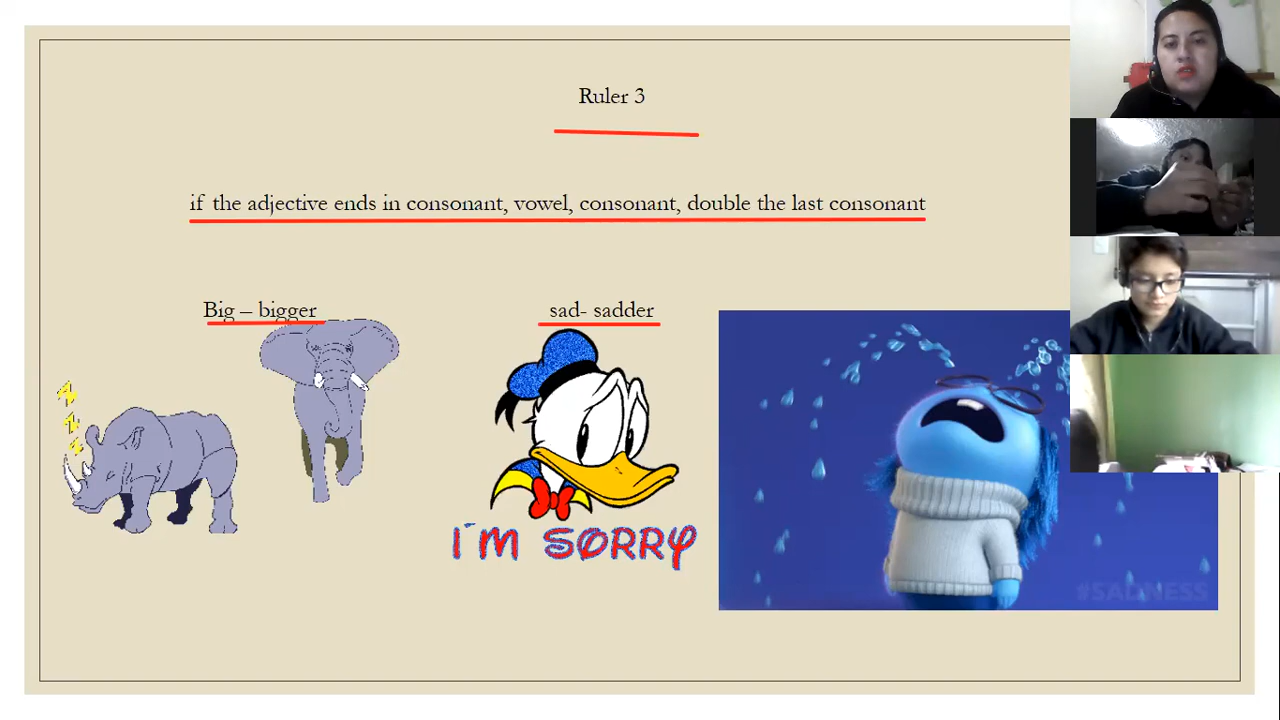 Ruler 3
if the adjective ends in consonant, vowel, consonant, double the last consonant
Big – bigger
sad- sadder
I´M SORRY
#SADNESS